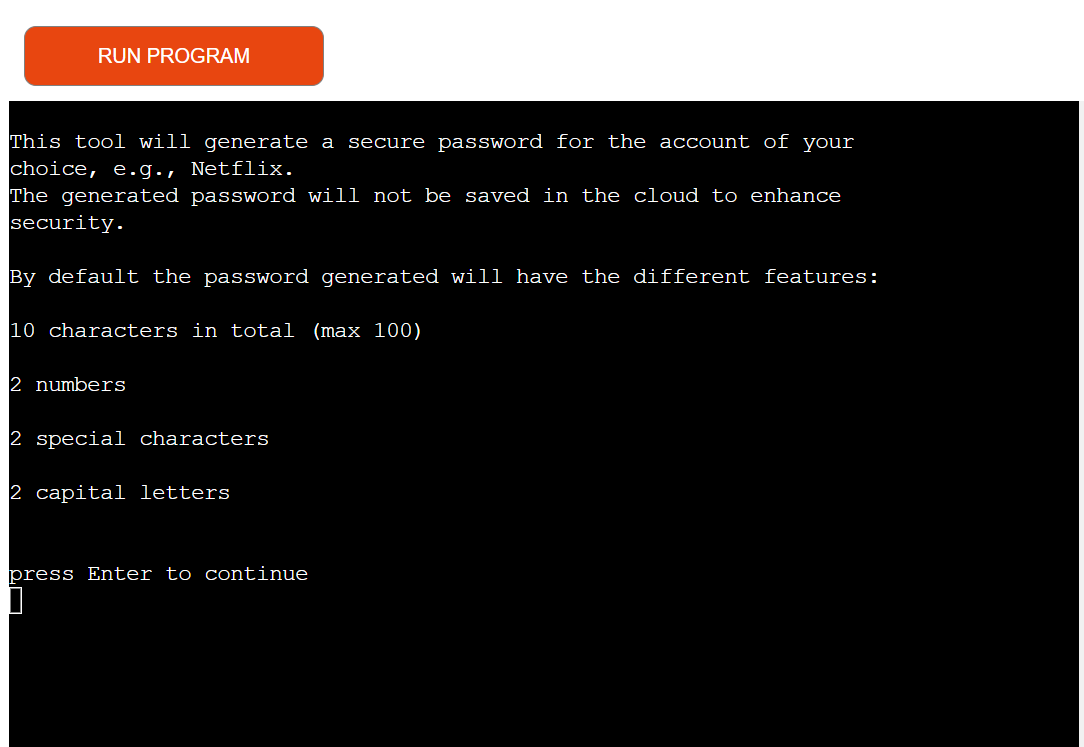 RUN PROGRAM
This tool will generate a secure password for the account of your
choice, e.g., Netflix.
The generated password will not be saved in the cloud to enhance
security.
By default the password generated will have the different features:
10 characters in total (max 100)
2 numbers
2 special characters
2 capital letters
press Enter to continue